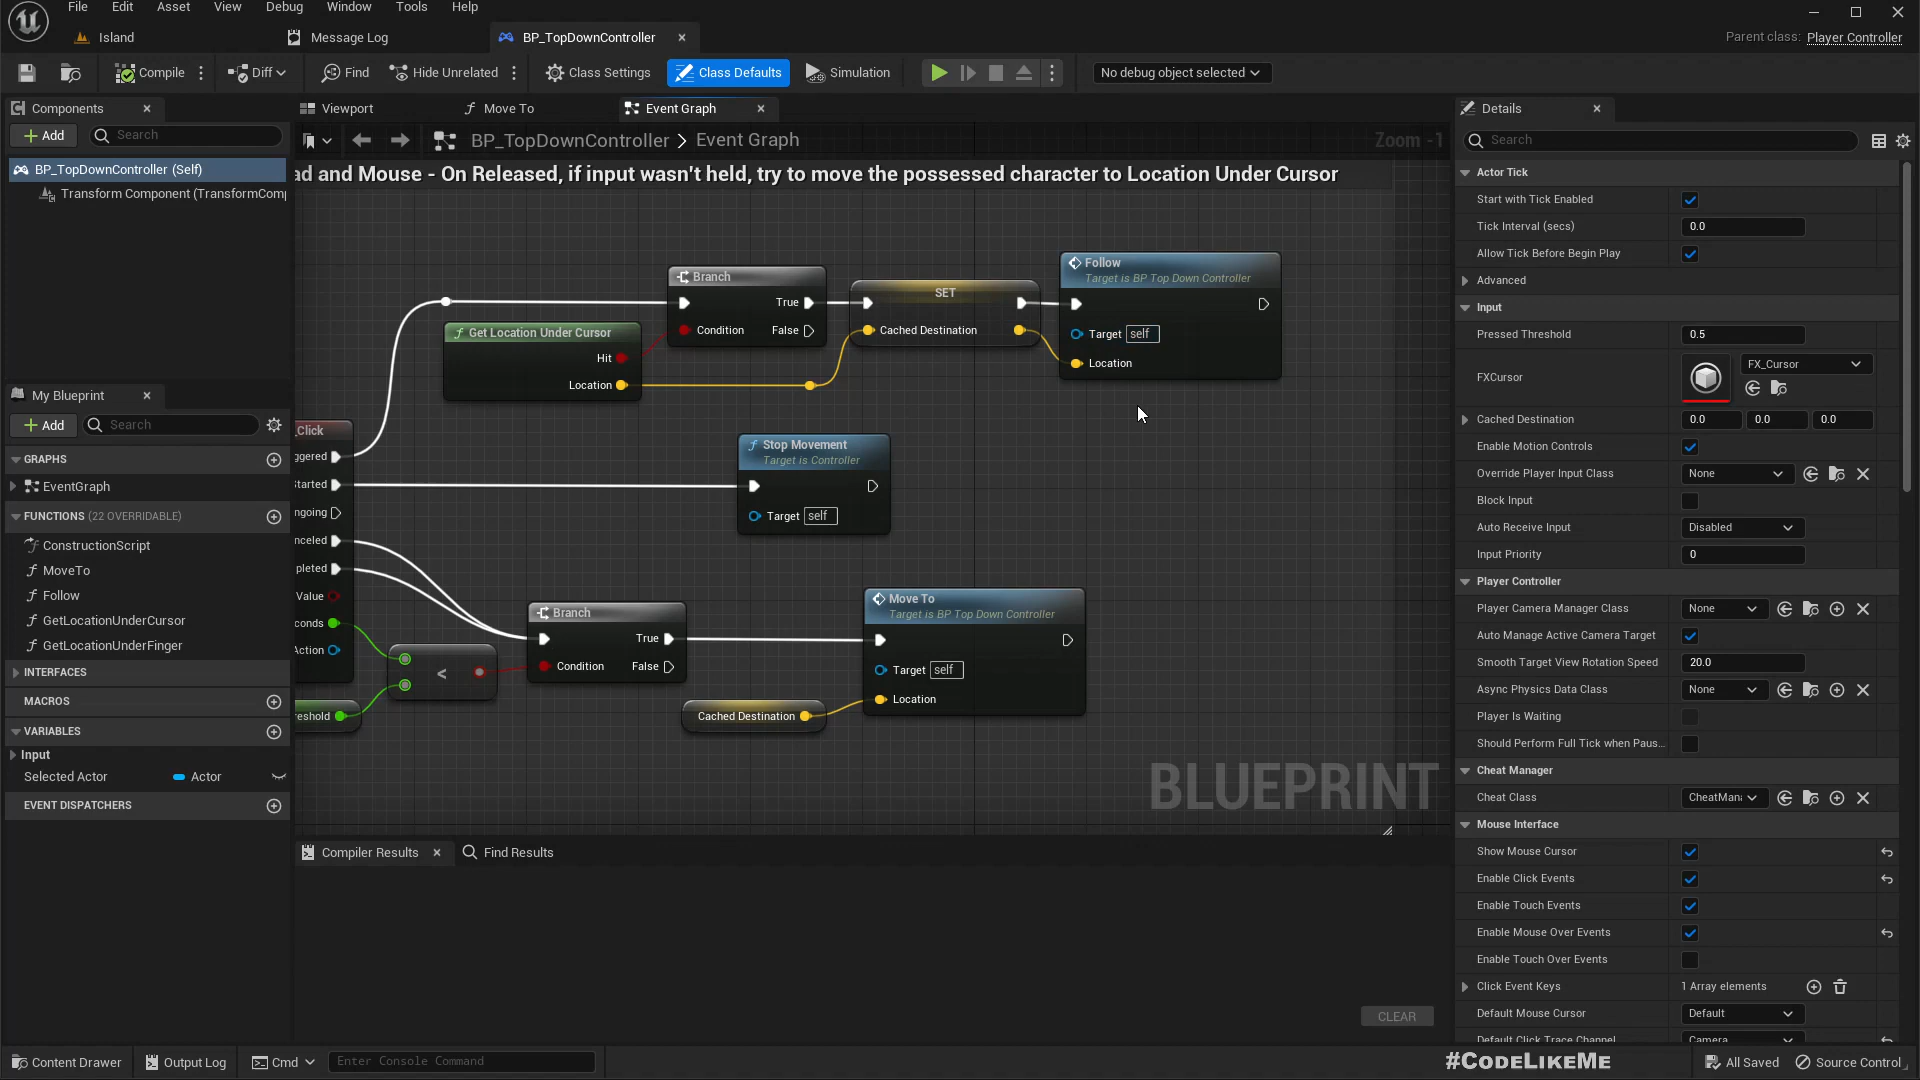 File Edit Asset View Debug Window Tools Help
Island
Message Log
BP_TopDownController
Parent class: Player Controller
Compile
Diff
Find
Hide Unrelated
Class Settings
Class Defaults
Simulation
No debug object selected
Components
Add
Search
BP_TopDownController (Self)
Transform Component (TransformComp
My Blueprint
Add
Search
GRAPHS
EventGraph
FUNCTIONS (22 OVERRIDABLE)
ConstructionScript
MoveTo
Follow
GetLocationUnderCursor
GetLocationUnderFinger
INTERFACES
MACROS
VARIABLES
Input
Selected Actor
Actor
EVENT DISPATCHERS
Viewport
Move To
Event Graph
BP_TopDownController > Event Graph
Zoom -1
ad and Mouse - On Released, if input wasn't held, try to move the possessed character to Location Under Cursor
Branch
True
Condition
False
SET
Cached Destination
Follow
Target is BP Top Down Controller
Target self
Location
Get Location Under Cursor
Hit
Location
_Click
ggered
Started
ngoing
nceled
pleted
Value
conds
Action
eshold
<
Stop Movement
Target is Controller
Target self
Branch
True
Condition
False
Cached Destination
Move To
Target is BP Top Down Controller
Target self
Location
BLUEPRINT
Compiler Results
Find Results
CLEAR
Details
Search
Actor Tick
Start with Tick Enabled
Tick Interval (secs) 0.0
Allow Tick Before Begin Play
Advanced
Input
Pressed Threshold 0.5
FXCursor FX_Cursor
Cached Destination 0.0 0.0 0.0
Enable Motion Controls
Override Player Input Class None
Block Input
Auto Receive Input Disabled
Input Priority 0
Player Controller
Player Camera Manager Class None
Auto Manage Active Camera Target
Smooth Target View Rotation Speed 20.0
Async Physics Data Class None
Player Is Waiting
Should Perform Full Tick when Paus...
Cheat Manager
Cheat Class CheatMana
Mouse Interface
Show Mouse Cursor
Enable Click Events
Enable Touch Events
Enable Mouse Over Events
Enable Touch Over Events
Click Event Keys 1 Array elements
Default Mouse Cursor Default
Default Click Trace Channel Camera
Content Drawer
Output Log
Cmd
Enter Console Command
#CODELIKEME
All Saved
Source Control